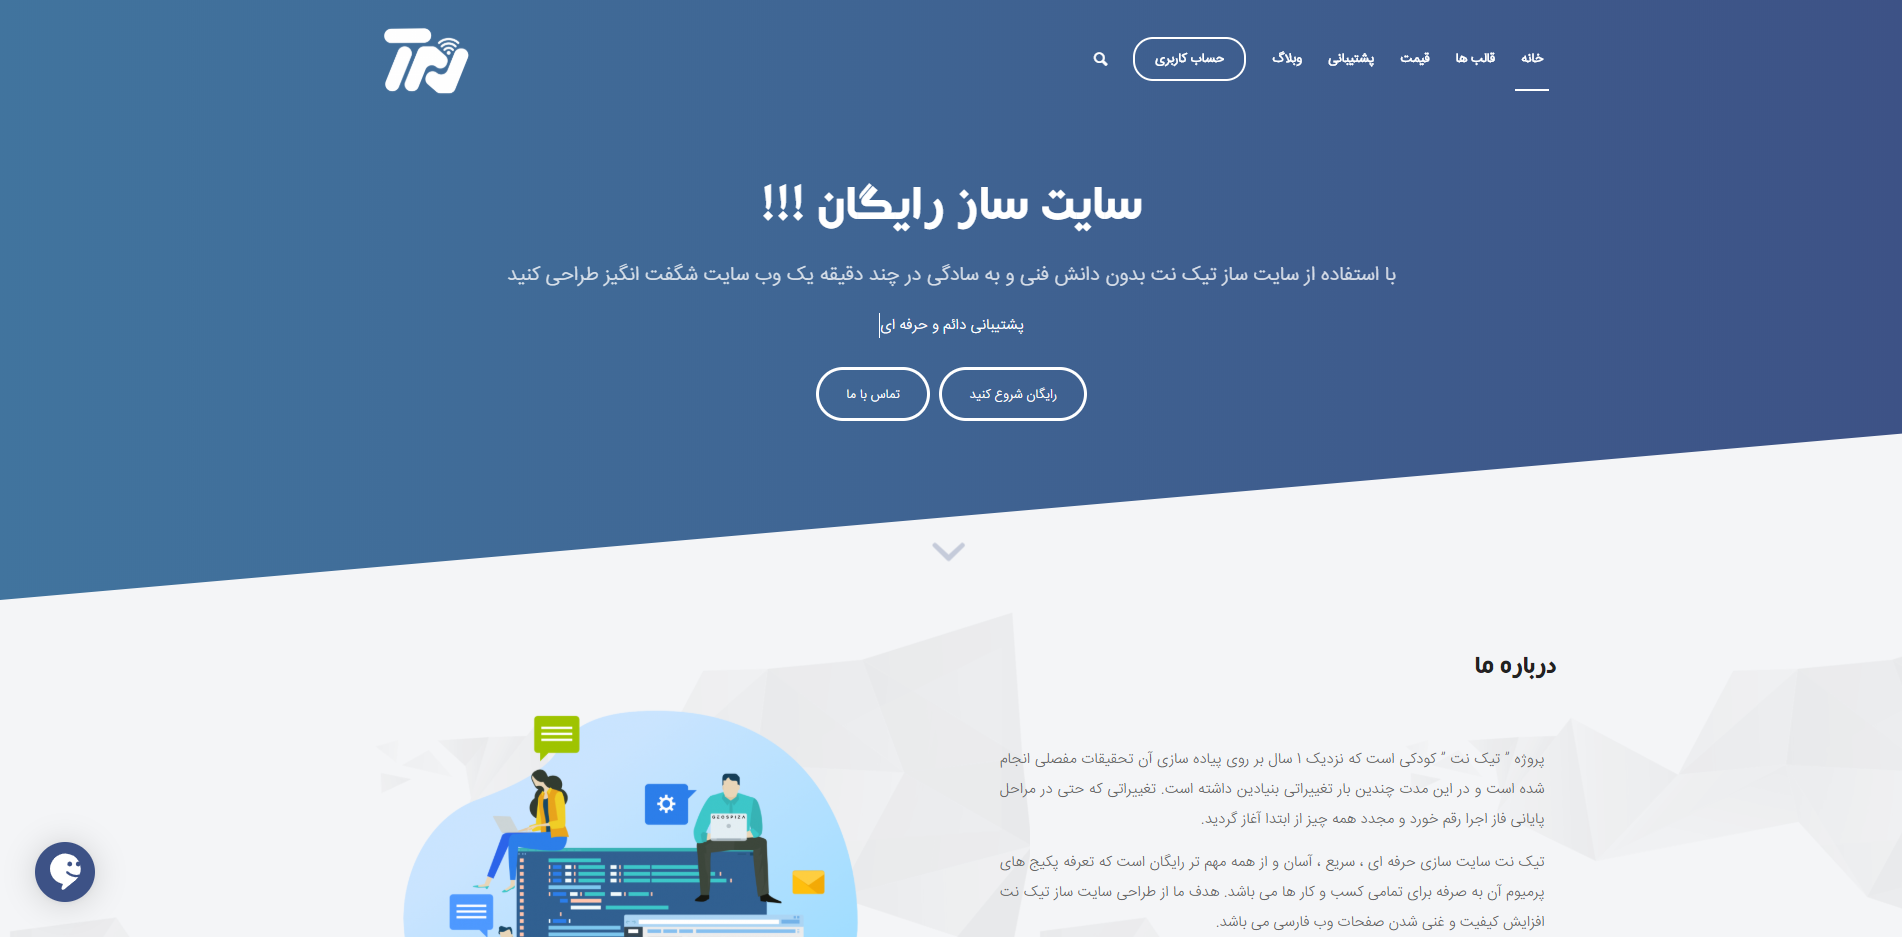 خانه
قالب ها
قیمت
پشتیبانی
وبلاگ
حساب کاربری
TN
سایت ساز رایگان !!!
با استفاده از سایت ساز تیک نت بدون دانش فنی و به سادگی در چند دقیقه یک وب سایت شگفت انگیز طراحی کنید
پشتیبانی دائم و حرفه ای
رایگان شروع کنید
تماس با ما
درباره ما
پروژه " تیک نت " کودکی است که نزدیک ۱ سال بر روی پیاده سازی آن تحقیقات مفصلی انجام
شده است و در این مدت چندین بار تغییراتی بنیادین داشته است. تغییراتی که حتی در مراحل
پایانی فاز اجرا رقم خورد و مجدد همه چیز از ابتدا آغاز گردید.
تیک نت سایت سازی حرفه ای ، سریع ، آسان و از همه مهم تر رایگان است که تعرفه پکیج های
پرمیوم آن به صرفه برای تمامی کسب و کار ها می باشد. هدف ما از طراحی سایت ساز تیک نت
افزایش کیفیت و غنی شدن صفحات وب فارسی می باشد.
GEOSPIZA